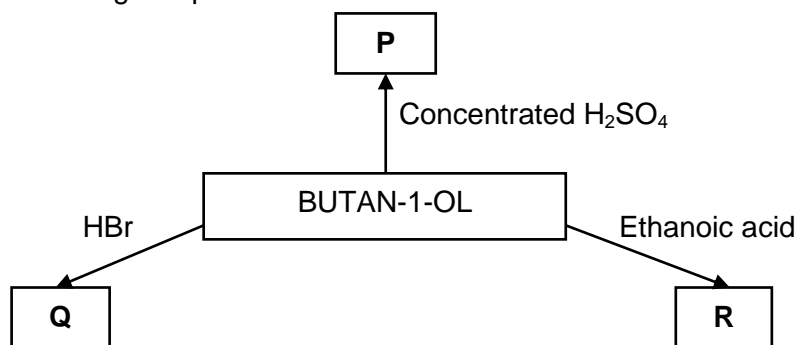 P
Concentrated H₂SO₄
BUTAN-1-OL
HBr
Ethanoic acid
Q
R